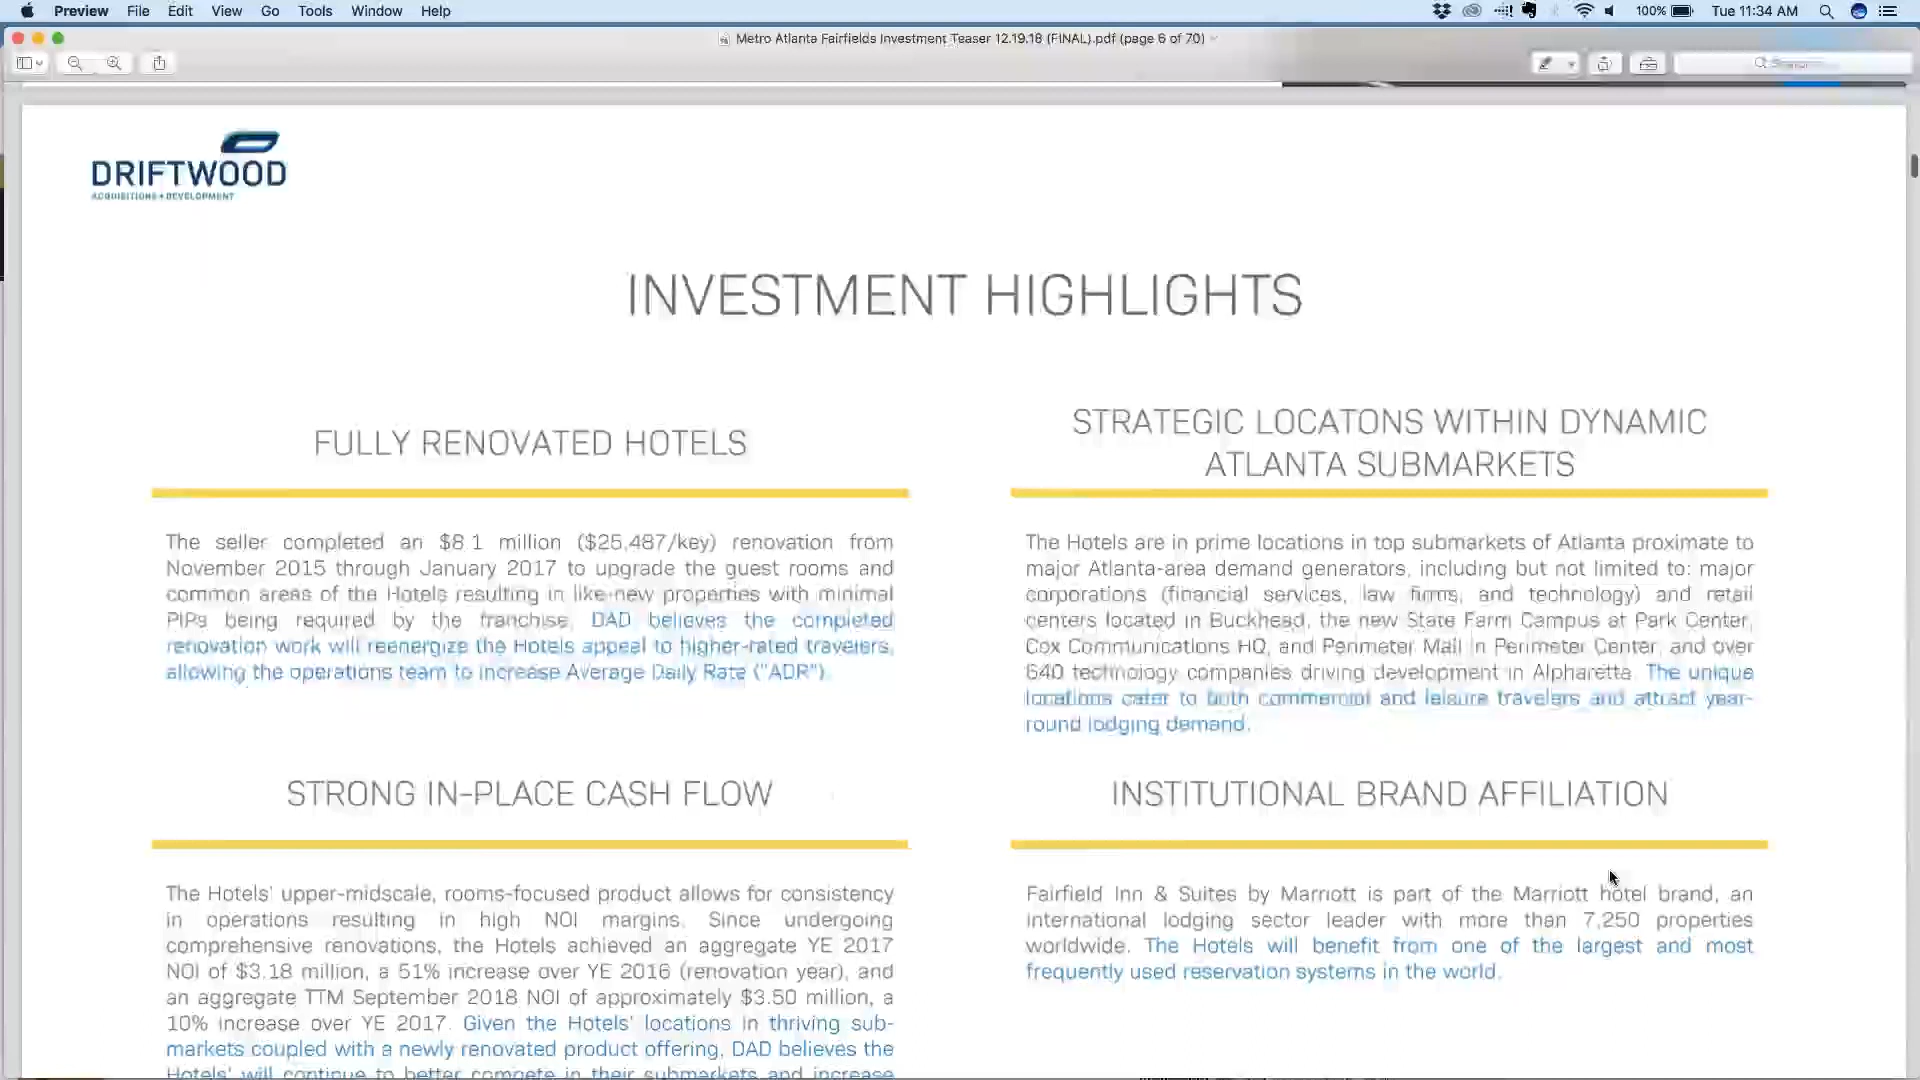 Preview File Edit View Go Tools Window Help
100% Tue 11:34 AM
Metro Atlanta Fairfields Investment Teaser 12.19.18 (FINAL).pdf (page 6 of 70)
Search
DRIFTWOOD
ACQUISITIONS + DEVELOPMENT
INVESTMENT HIGHLIGHTS
FULLY RENOVATED HOTELS
The seller completed an $8.1 million ($25,487/key) renovation from
November 2015 through January 2017 to upgrade the guest rooms and
common areas of the Hotels resulting in like-new properties with minimal
PIPs being required by the franchise. DAD believes the completed
renovation work will reenergize the Hotels appeal to higher-rated travelers,
allowing the operations team to increase Average Daily Rate ("ADR").
STRATEGIC LOCATONS WITHIN DYNAMIC
ATLANTA SUBMARKETS
The Hotels are in prime locations in top submarkets of Atlanta proximate to
major Atlanta-area demand generators, including but not limited to: major
corporations (financial services, law firms, and technology) and retail
centers located in Buckhead, the new State Farm Campus at Park Center,
Cox Communications HQ, and Perimeter Mall in Perimeter Center, and over
640 technology companies driving development in Alpharetta. The unique
locations cater to both commercial and leisure travelers and attract year-
round lodging demand.
STRONG IN-PLACE CASH FLOW
The Hotels' upper-midscale, rooms-focused product allows for consistency
in operations resulting in high NOI margins. Since undergoing
comprehensive renovations, the Hotels achieved an aggregate YE 2017
NOI of $3.18 million, a 51% increase over YE 2016 (renovation year), and
an aggregate TTM September 2018 NOI of approximately $3.50 million, a
10% increase over YE 2017. Given the Hotels' locations in thriving sub-
markets coupled with a newly renovated product offering, DAD believes the
Hotels' will continue to better compete in their submarkets and increase
INSTITUTIONAL BRAND AFFILIATION
Fairfield Inn & Suites by Marriott is part of the Marriott hotel brand, an
international lodging sector leader with more than 7,250 properties
worldwide. The Hotels will benefit from one of the largest and most
frequently used reservation systems in the world.